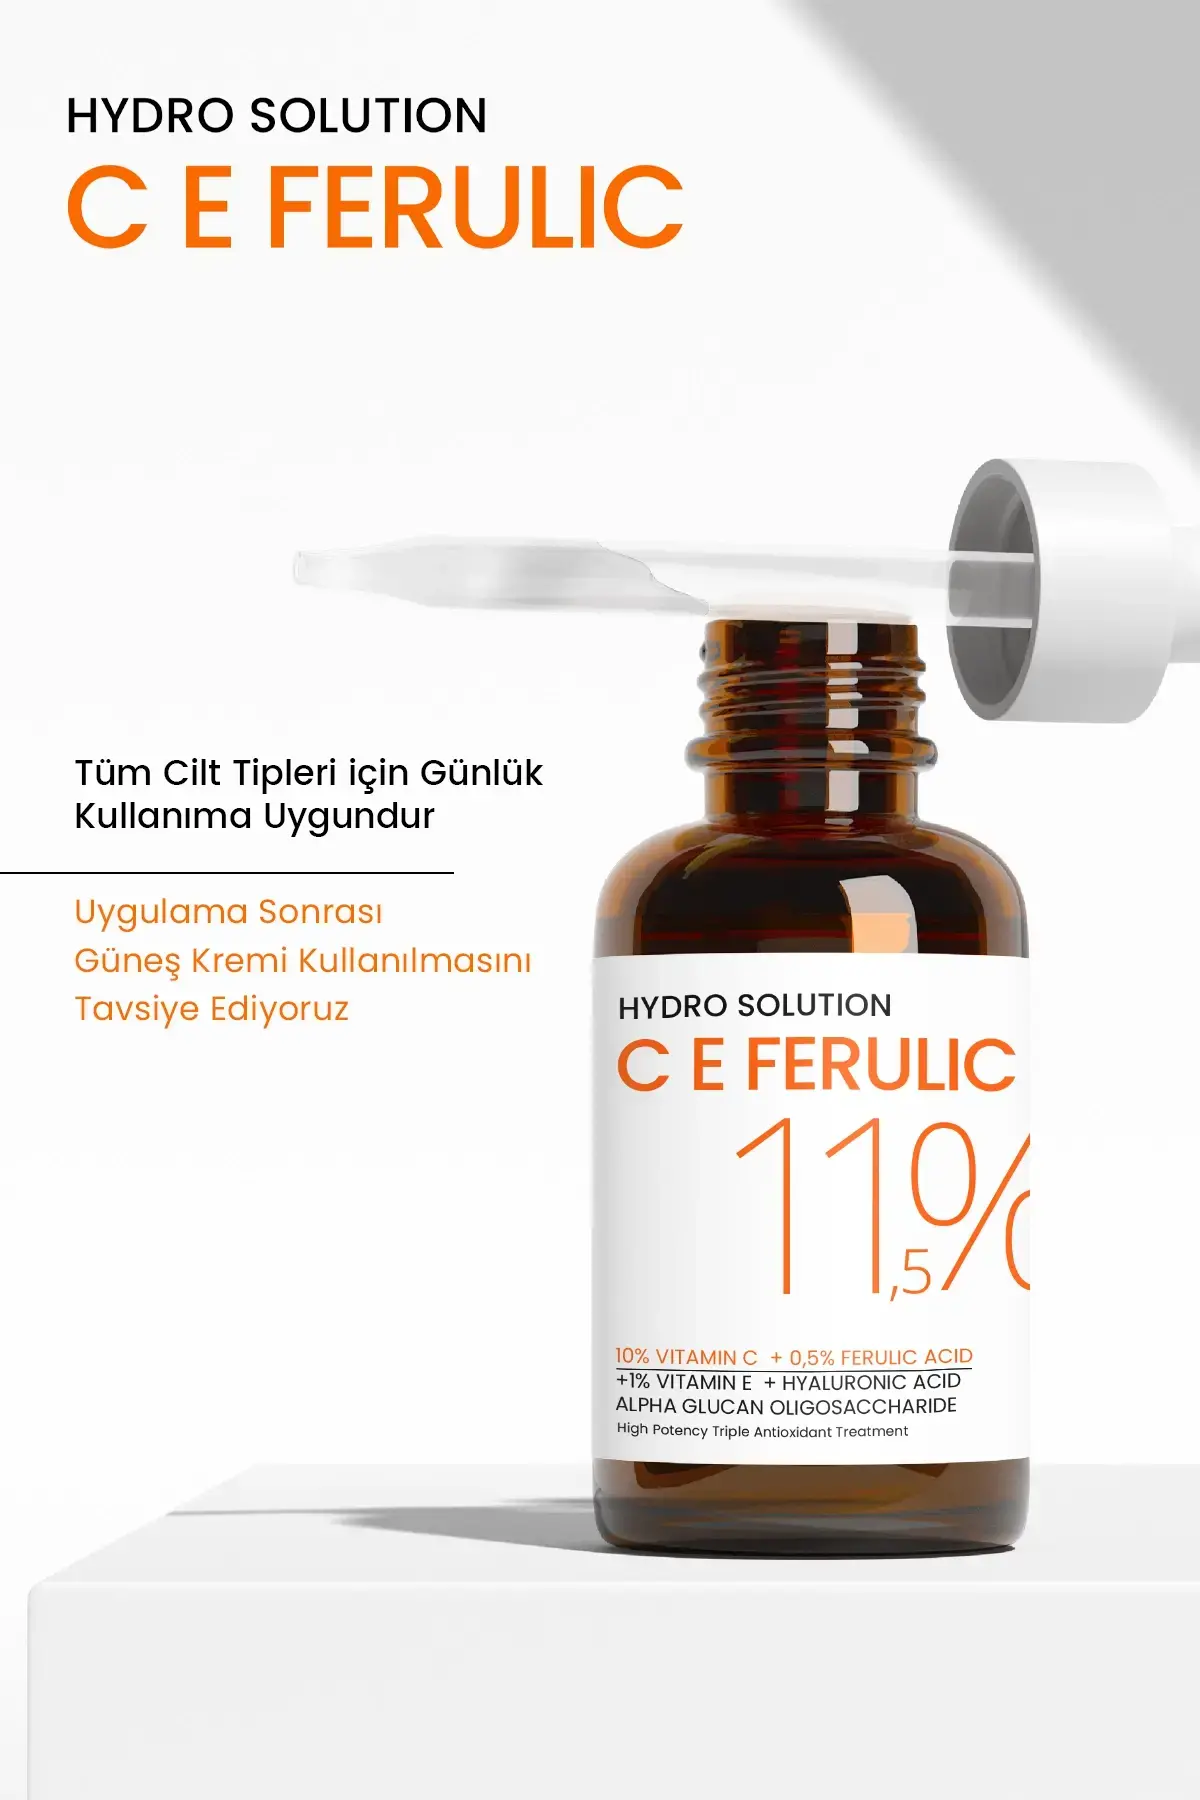 HYDRO SOLUTION
C E FERULIC
Tüm Cilt Tipleri için Günlük
Kullanıma Uygundur
Uygulama Sonrası
Güneş Kremi Kullanılmasını
Tavsiye Ediyoruz
HYDRO SOLUTION
C E FERULIC
11,5%
10% VITAMIN C + 0,5% FERULIC ACID
+1% VITAMIN E + HYALURONIC ACID
ALPHA GLUCAN OLIGOSACCHARIDE
High Potency Triple Antioxidant Treatment